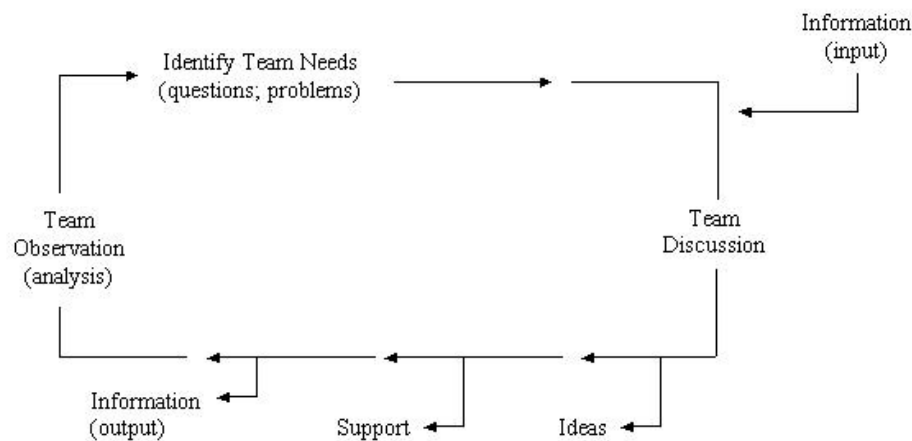 Information
(input)
Identify Team Needs
(questions; problems)
Team
Discussion
Team
Observation
(analysis)
Information
(output)
Support
Ideas